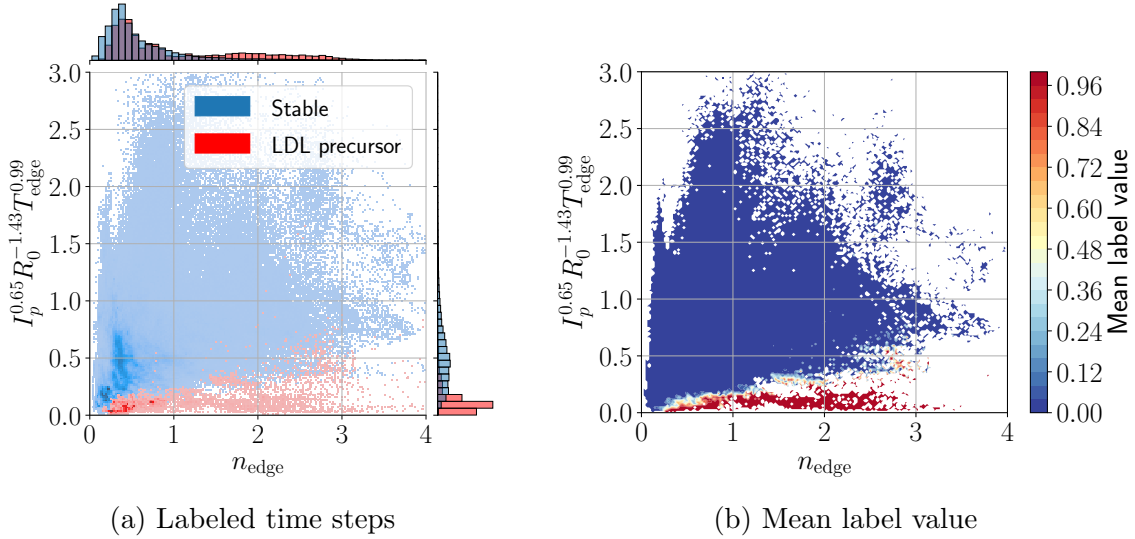 3.0
2.5
2.0
1.5
1.0
0.5
0.0
0 1 2 3 4
I_p^0.65 R_0^−1.43 T_edge^0.99
n_edge
Stable
LDL precursor
(a) Labeled time steps
3.0
2.5
2.0
1.5
1.0
0.5
0.0
0 1 2 3 4
I_p^0.65 R_0^−1.43 T_edge^0.99
n_edge
0.96
0.84
0.72
0.60
0.48
0.36
0.24
0.12
0.00
Mean label value
(b) Mean label value